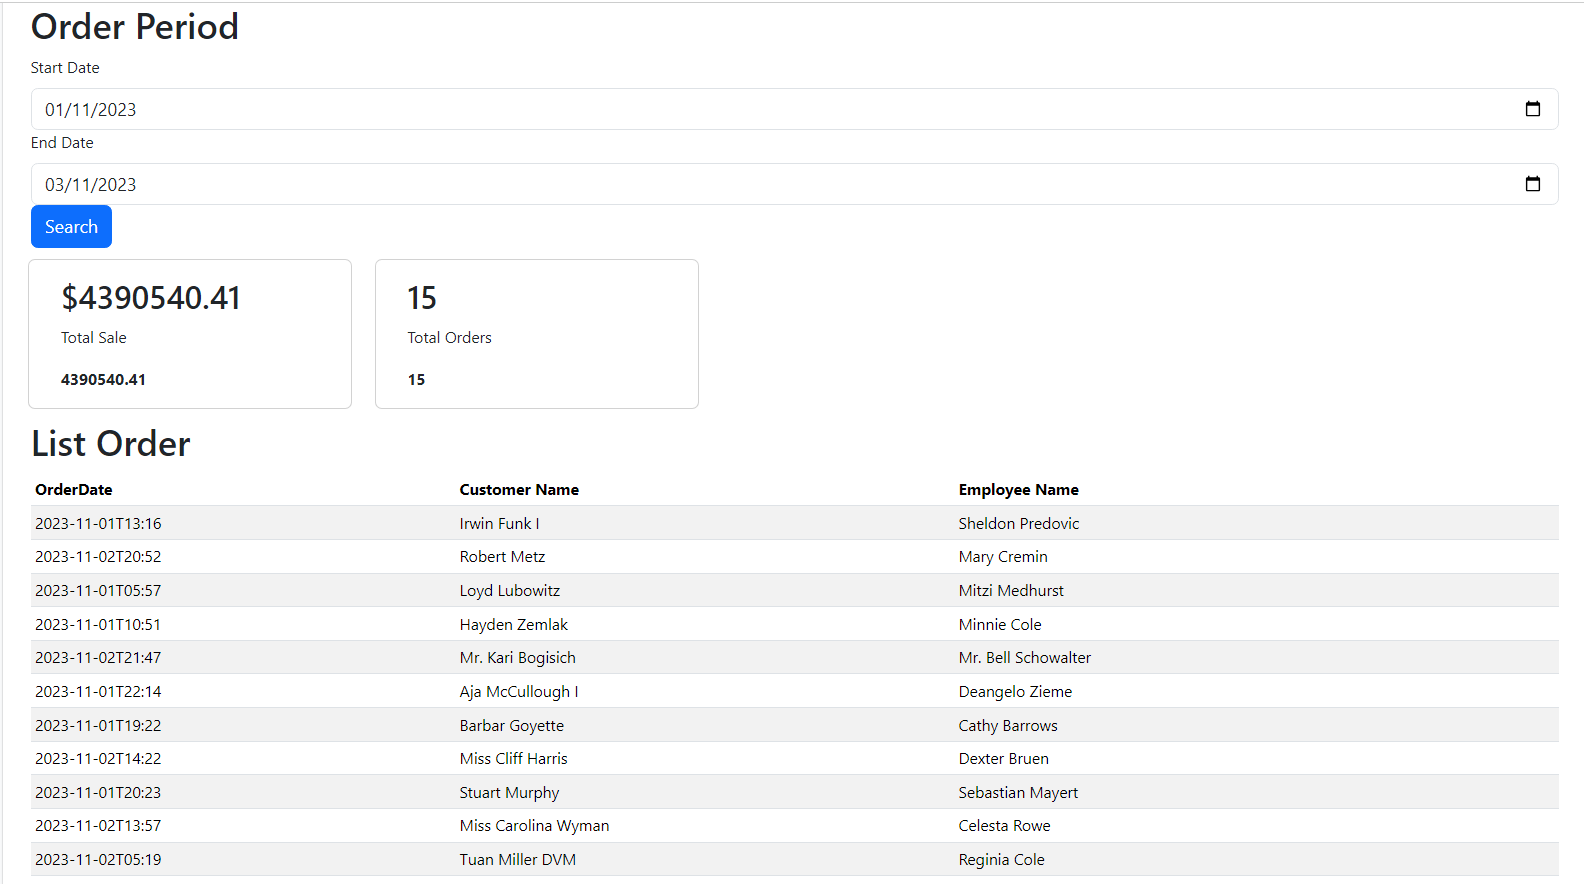 Order Period
Start Date
01/11/2023
End Date
03/11/2023
Search
$4390540.41 15
Total Sale Total Orders
4390540.41 15
List Order
OrderDate Customer Name Employee Name
2023-11-01T13:16 Irwin Funk I Sheldon Predovic
2023-11-02T20:52 Robert Metz Mary Cremin
2023-11-01T05:57 Loyd Lubowitz Mitzi Medhurst
2023-11-01T10:51 Hayden Zemlak Minnie Cole
2023-11-02T21:47 Mr. Kari Bogisich Mr. Bell Schowalter
2023-11-01T22:14 Aja McCullough I Deangelo Zieme
2023-11-01T19:22 Barbar Goyette Cathy Barrows
2023-11-02T14:22 Miss Cliff Harris Dexter Bruen
2023-11-01T20:23 Stuart Murphy Sebastian Mayert
2023-11-02T13:57 Miss Carolina Wyman Celesta Rowe
2023-11-02T05:19 Tuan Miller DVM Reginia Cole